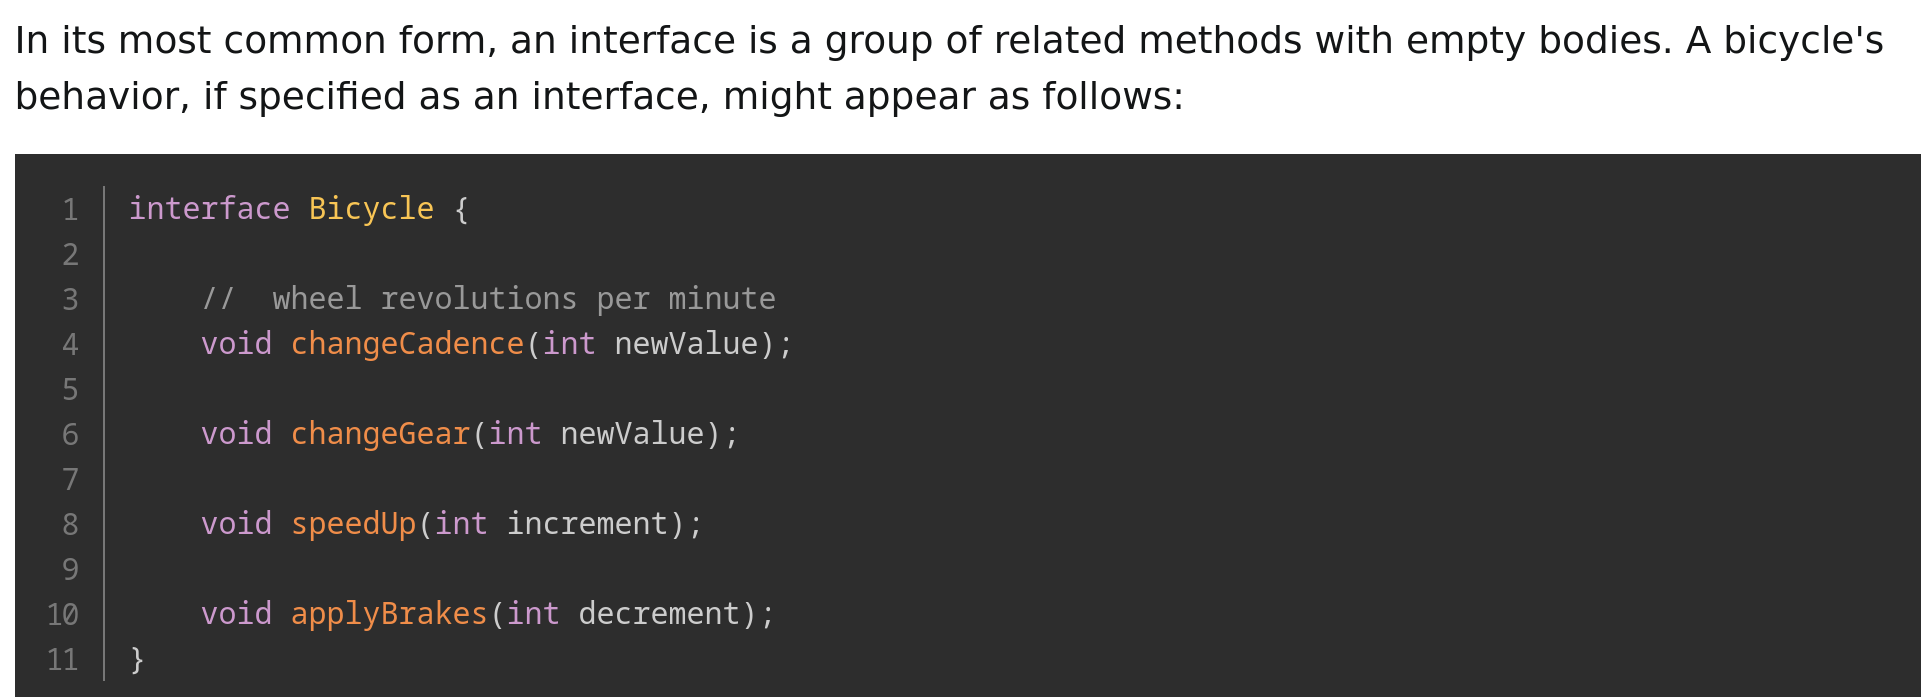 In its most common form, an interface is a group of related methods with empty bodies. A bicycle's
behavior, if specified as an interface, might appear as follows:
1 interface Bicycle {
2
3     //  wheel revolutions per minute
4     void changeCadence(int newValue);
5
6     void changeGear(int newValue);
7
8     void speedUp(int increment);
9
10     void applyBrakes(int decrement);
11 }